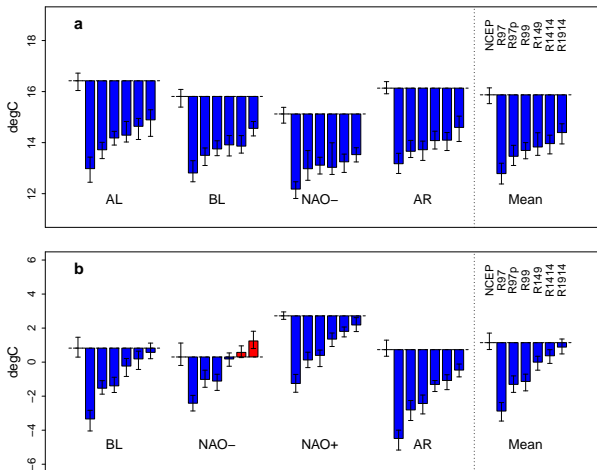 a
18
16
14
12
degC
NCEP
R97
R97p
R99
R149
R1414
R1914
AL
BL
NAO−
AR
Mean
b
6
4
2
0
−2
−4
−6
degC
NCEP
R97
R97p
R99
R149
R1414
R1914
BL
NAO−
NAO+
AR
Mean